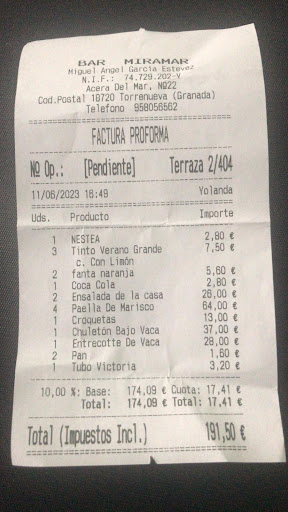 BAR MIRAMAR
Miguel Angel Garcia Estevez
N.I.F.: 74.729.202-V
Acera Del Mar, Nº22
Cod.Postal 18720 Torrenueva (Granada)
Telefono 958056562
FACTURA PROFORMA
Nº Op.: [Pendiente] Terraza 2/404
11/06/2023 16:49 Yolanda
Uds. Producto Importe
1 NESTEA 2,80 €
3 Tinto Verano Grande 7,50 €
c. Con Limón
2 fanta naranja 5,60 €
1 Coca Cola 2,80 €
2 Ensalada de la casa 26,00 €
4 Paella De Marisco 64,00 €
1 Croquetas 13,00 €
1 Chuletón Bajo Vaca 37,00 €
1 Entrecotte De Vaca 28,00 €
2 Pan 1,60 €
1 Tubo Victoria 3,20 €
10,00 %: Base: 174,09 € Cuota: 17,41 €
Total: 174,09 € Total: 17,41 €
Total (Impuestos Incl.) 191,50 €